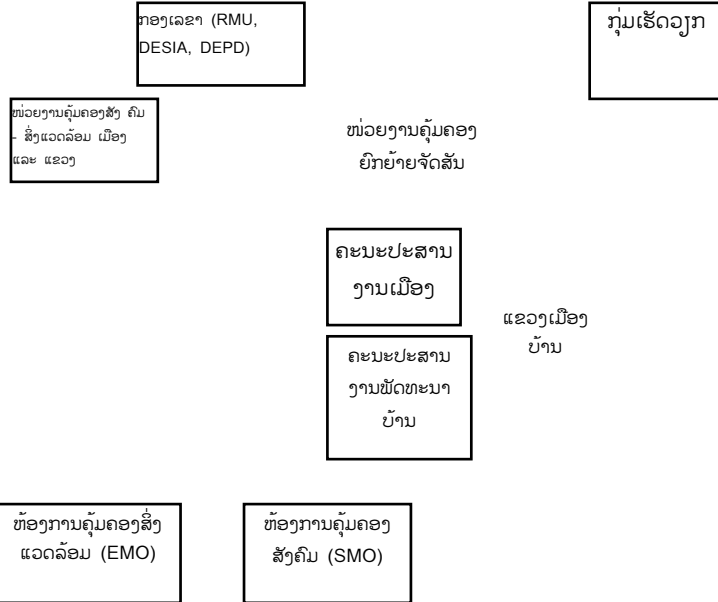 ກອງເລຂາ (RMU,
DESIA, DEPD)
ກຸ່ມເຮັດວຽກ
ໜ່ວຍງານຄຸ້ມຄອງສັງ ຄົມ
- ສິ່ງແວດລ້ອມ ເມືອງ
ແລະ ແຂວງ
ໜ່ວຍງານຄຸ້ມຄອງ
ຍົກຍ້າຍຈັດສັນ
ຄະນະປະສານ
ງານເມືອງ
ແຂວງເມືອງ
ບ້ານ
ຄະນະປະສານ
ງານພັດທະນາ
ບ້ານ
ຫ້ອງການຄຸ້ມຄອງສິ່ງ
ແວດລ້ອມ (EMO)
ຫ້ອງການຄຸ້ມຄອງ
ສັງຄົມ (SMO)